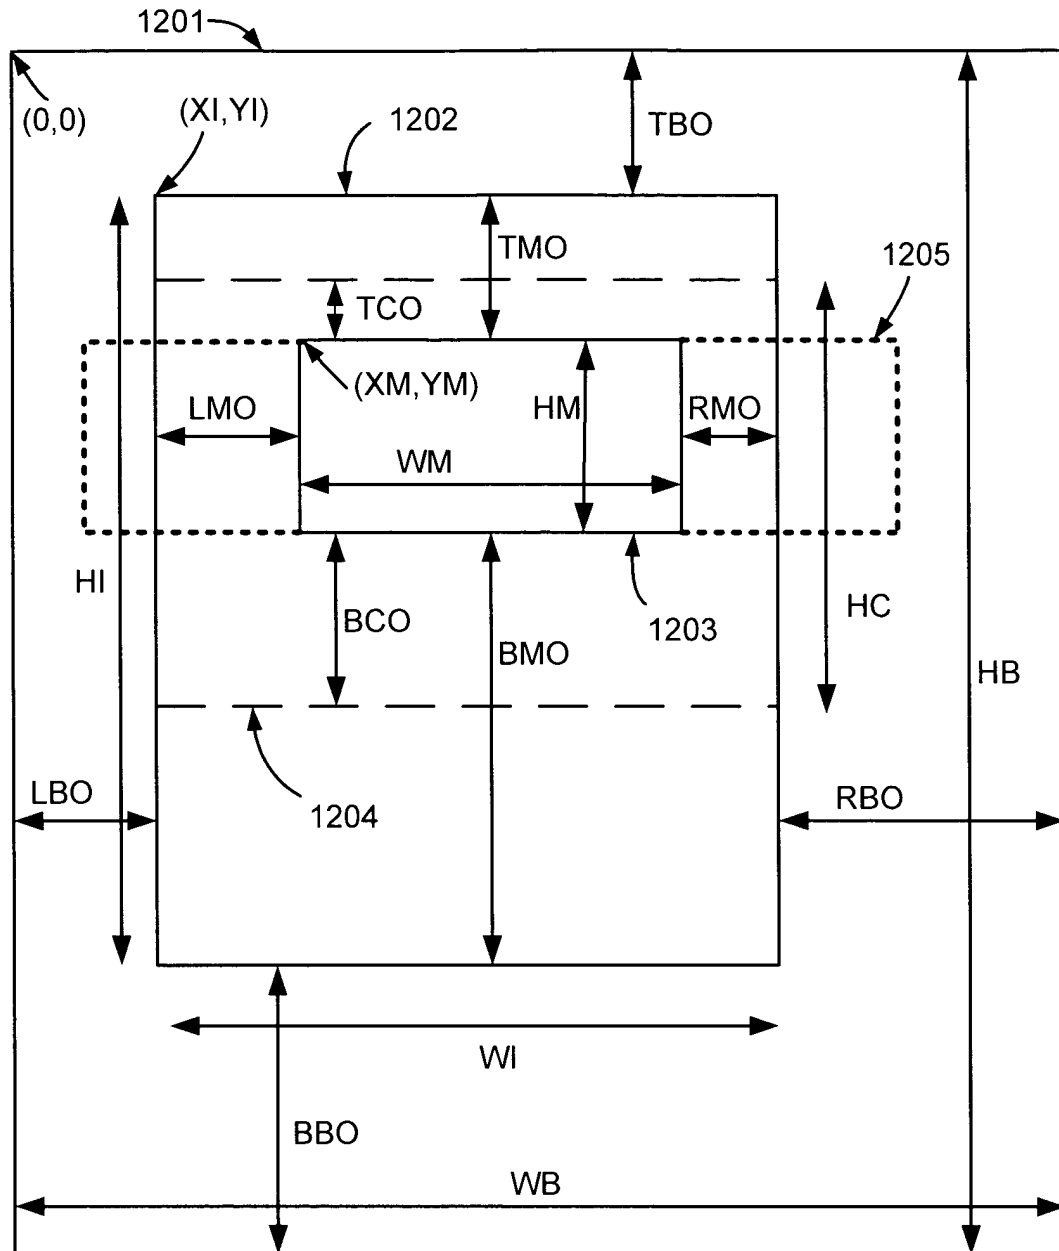 1201
(0,0)
(XI,YI)
1202
TBO
TMO
1205
TCO
(XM,YM)
LMO
HM
RMO
WM
HI
BCO
BMO
1203
HC
HB
LBO
1204
RBO
WI
BBO
WB